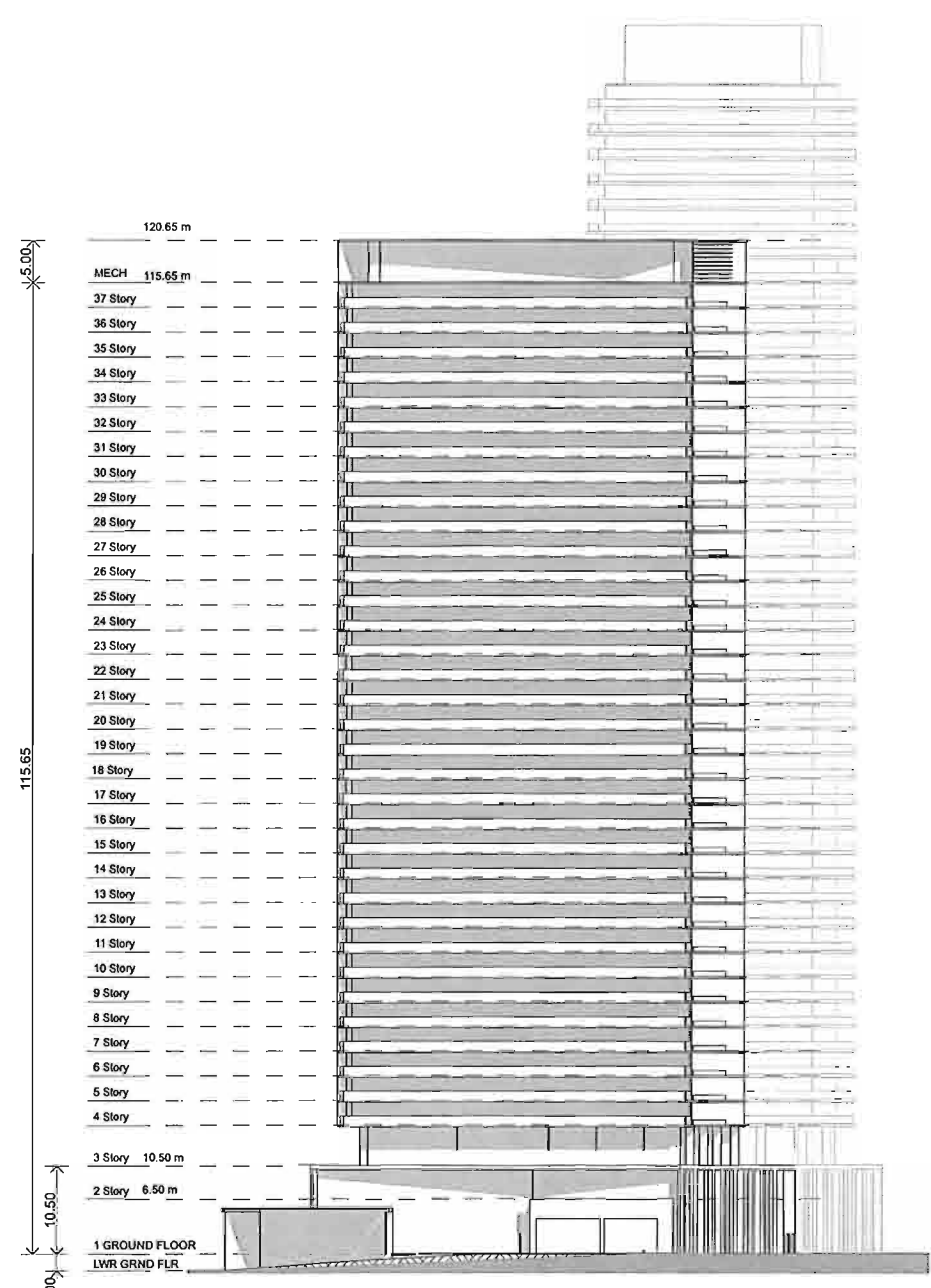 120.65 m
5.00
MECH 115.65 m
37 Story
36 Story
35 Story
34 Story
33 Story
32 Story
31 Story
30 Story
29 Story
28 Story
27 Story
26 Story
25 Story
24 Story
23 Story
22 Story
21 Story
20 Story
115.65
19 Story
18 Story
17 Story
16 Story
15 Story
14 Story
13 Story
12 Story
11 Story
10 Story
9 Story
8 Story
7 Story
6 Story
5 Story
4 Story
3 Story 10.50 m
2 Story 6.50 m
10.50
1 GROUND FLOOR
LWR GRND FLR